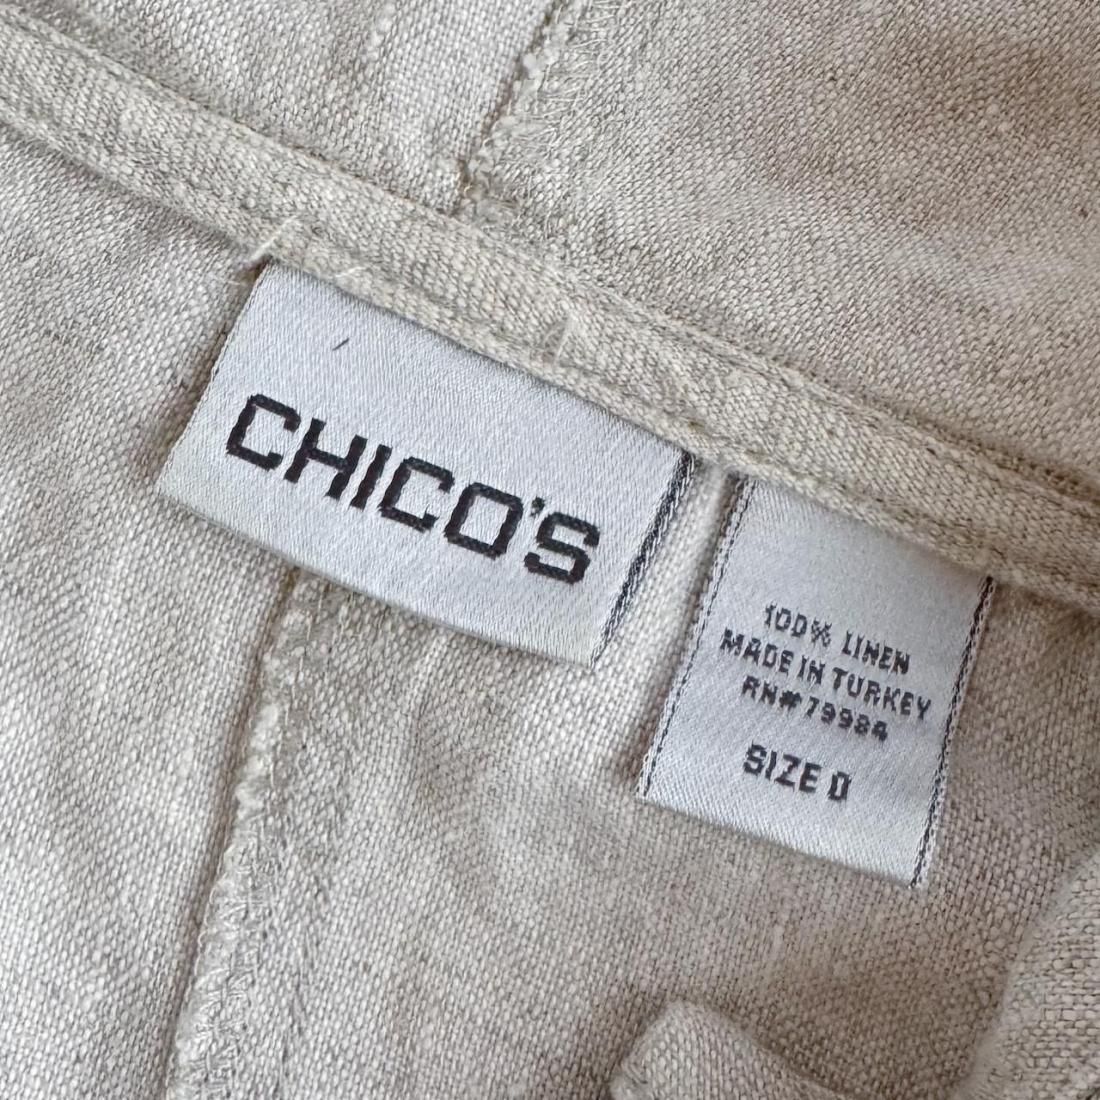 CHICO'S
100% LINEN
MADE IN TURKEY
RN# 79984
SIZE 0